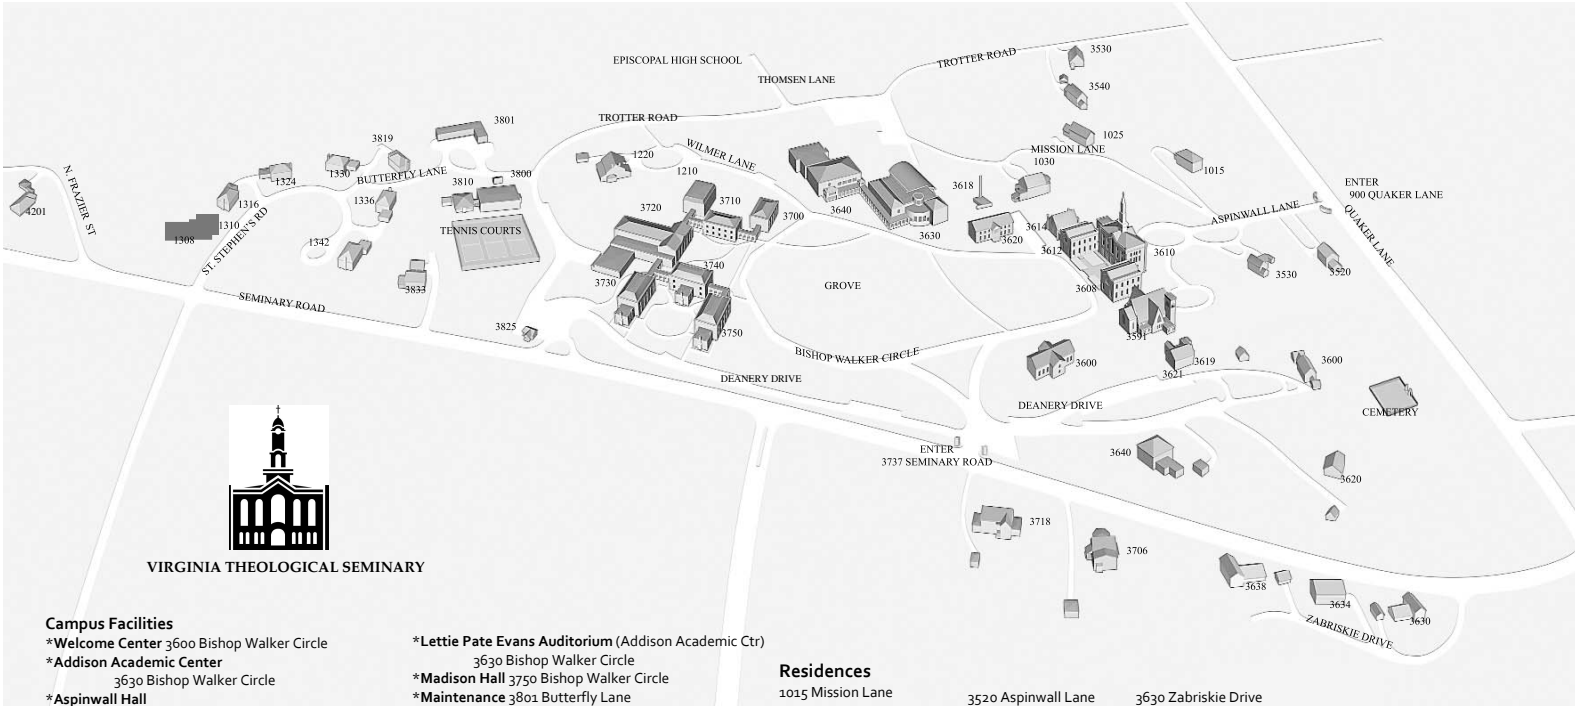 EPISCOPAL HIGH SCHOOL
THOMSEN LANE
TROTTER ROAD
3530
3540
TROTTER ROAD
3801
3819
1025
MISSION LANE
1030
1015
WILMER LANE
1220
1210
N. FRAZIER ST
4201
1324
1330
BUTTERFLY LANE
3810
3800
1316
1336
1310
1308
ST. STEPHEN'S RD
1342
TENNIS COURTS
3720
3710
3700
3640
3618
3630
3620
3614
3612
3610
3608
ENTER
900 QUAKER LANE
ASPINWALL LANE
QUAKER LANE
3530
3520
3833
3730
3740
GROVE
SEMINARY ROAD
3825
3750
3591
BISHOP WALKER CIRCLE
3600
3619
3621
3600
DEANERY DRIVE
DEANERY DRIVE
CEMETERY
ENTER
3737 SEMINARY ROAD
3640
3620
3718
3706
3638
3634
3630
ZABRISKIE DRIVE
VIRGINIA THEOLOGICAL SEMINARY
Campus Facilities
*Welcome Center 3600 Bishop Walker Circle
*Addison Academic Center
3630 Bishop Walker Circle
*Aspinwall Hall
*Lettie Pate Evans Auditorium (Addison Academic Ctr)
3630 Bishop Walker Circle
*Madison Hall 3750 Bishop Walker Circle
*Maintenance 3801 Butterfly Lane
Residences
1015 Mission Lane
3520 Aspinwall Lane
3630 Zabriskie Drive